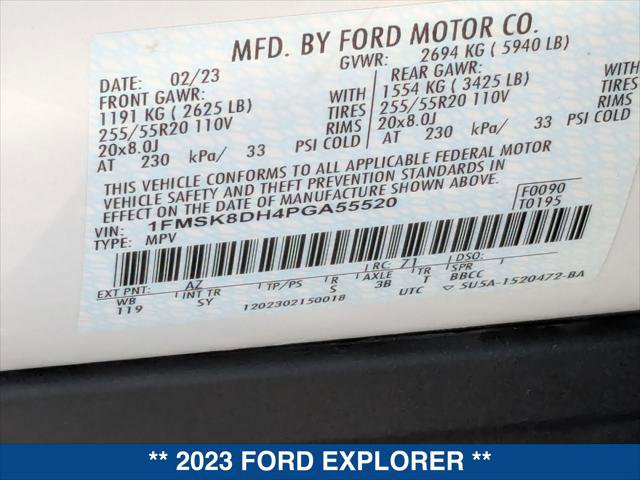 MFD. BY FORD MOTOR CO.
DATE: 02/23 GVWR: 2694 KG ( 5940 LB)
FRONT GAWR: REAR GAWR:
1191 KG ( 2625 LB) WITH 1554 KG ( 3425 LB) WITH
255/55R20 110V TIRES 255/55R20 110V TIRES
20x8.0J RIMS 20x8.0J RIMS
AT 230 kPa/ 33 PSI COLD AT 230 kPa/ 33 PSI COLD
THIS VEHICLE CONFORMS TO ALL APPLICABLE FEDERAL MOTOR
VEHICLE SAFETY AND THEFT PREVENTION STANDARDS IN
EFFECT ON THE DATE OF MANUFACTURE SHOWN ABOVE.
VIN: 1FMSK8DH4PGA55520 F0090
TYPE: MPV T0195
EXT PNT: AZ RC: 71 DSO:
WB INT TR TP/PS R AXLE TR SPR
119 SY S 3B T BBCC
1202302150018 UTC ▽ 5U5A-1520472-BA
** 2023 FORD EXPLORER **